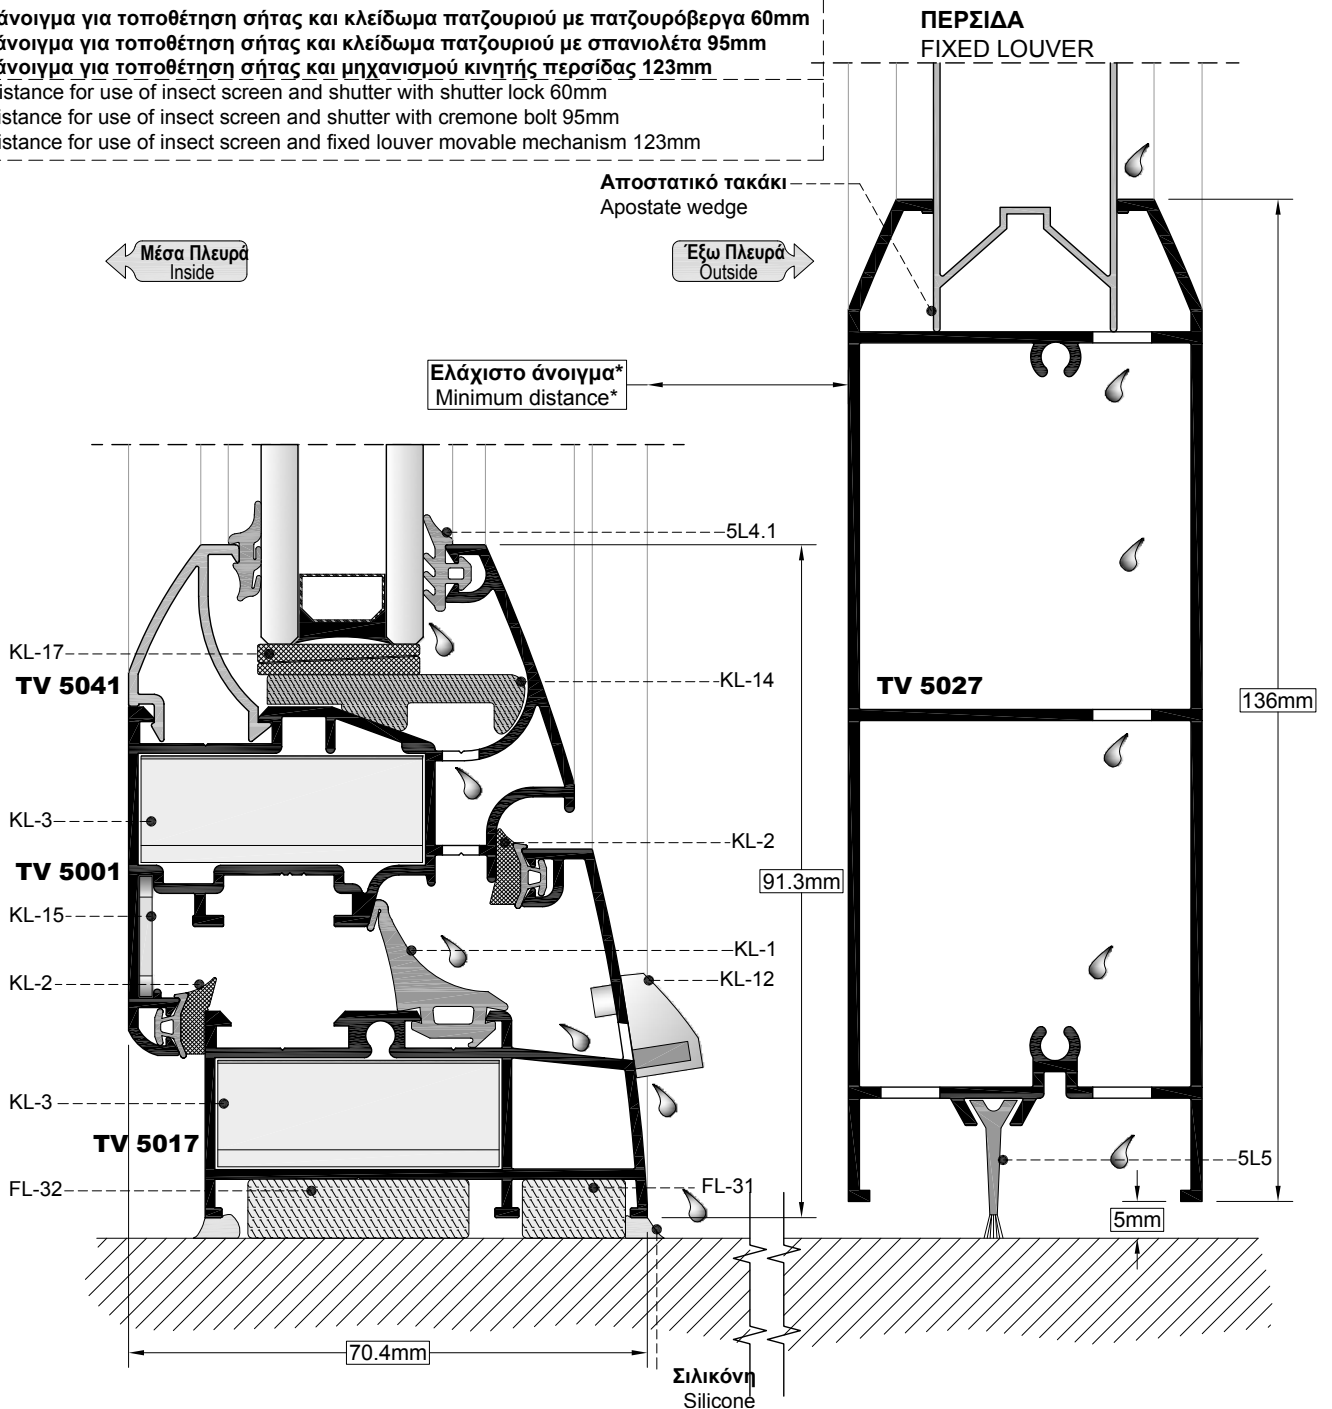 άνοιγμα για τοποθέτηση σήτας και κλείδωμα πατζουριού με πατζουρόβεργα 60mm
άνοιγμα για τοποθέτηση σήτας και κλείδωμα πατζουριού με σπανιολέτα 95mm
άνοιγμα για τοποθέτηση σήτας και μηχανισμού κινητής περσίδας 123mm
istance for use of insect screen and shutter with shutter lock 60mm
istance for use of insect screen and shutter with cremone bolt 95mm
istance for use of insect screen and fixed louver movable mechanism 123mm
ΠΕΡΣΙΔΑ
FIXED LOUVER
Αποστατικό τακάκι
Apostate wedge
Μέσα Πλευρά
Inside
Έξω Πλευρά
Outside
Ελάχιστο άνοιγμα*
Minimum distance*
5L4.1
KL-17
TV 5041
KL-14
TV 5027
136mm
KL-3
KL-2
TV 5001
91.3mm
KL-15
KL-1
KL-2
KL-12
KL-3
TV 5017
5L5
FL-32
FL-31
5mm
70.4mm
Σιλικόνη
Silicone